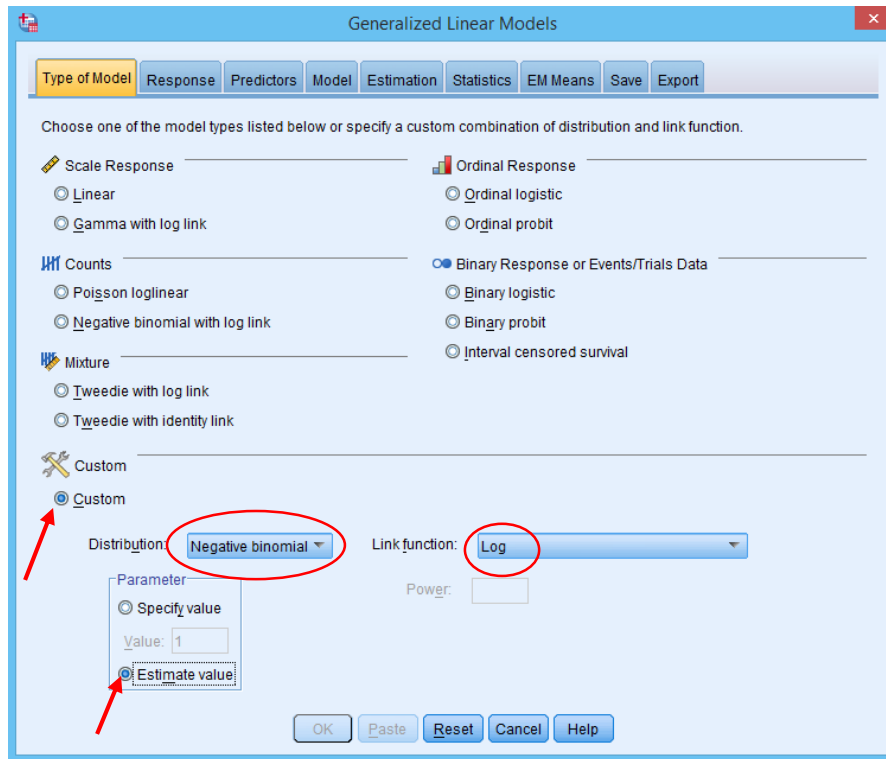 Generalized Linear Models
Type of Model Response Predictors Model Estimation Statistics EM Means Save Export
Choose one of the model types listed below or specify a custom combination of distribution and link function.
Scale Response
Linear
Gamma with log link
Ordinal Response
Ordinal logistic
Ordinal probit
Counts
Poisson loglinear
Negative binomial with log link
Binary Response or Events/Trials Data
Binary logistic
Binary probit
Interval censored survival
Mixture
Tweedie with log link
Tweedie with identity link
Custom
Custom
Distribution: Negative binomial Link function: Log
Parameter
Specify value
Value: 1
Estimate value
Power:
OK Paste Reset Cancel Help